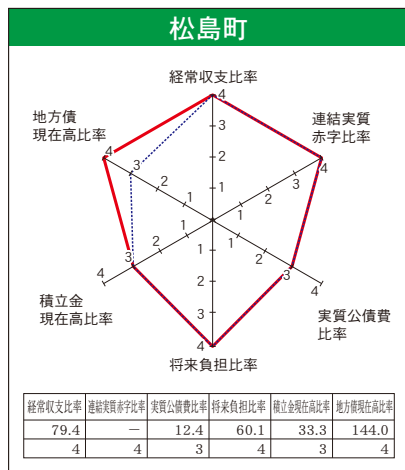 松島町
経常収支比率
地方債
現在高比率
連結実質
赤字比率
4
3
2
1
4
3
2
1
4
3
2
1
4
3
2
1
4
3
2
1
4
3
2
1
積立金
現在高比率
実質公債費
比率
将来負担比率
経常収支比率 連結実質赤字比率 実質公債費比率 将来負担比率 積立金現在高比率 地方債現在高比率
79.4 － 12.4 60.1 33.3 144.0
4 4 3 4 3 4